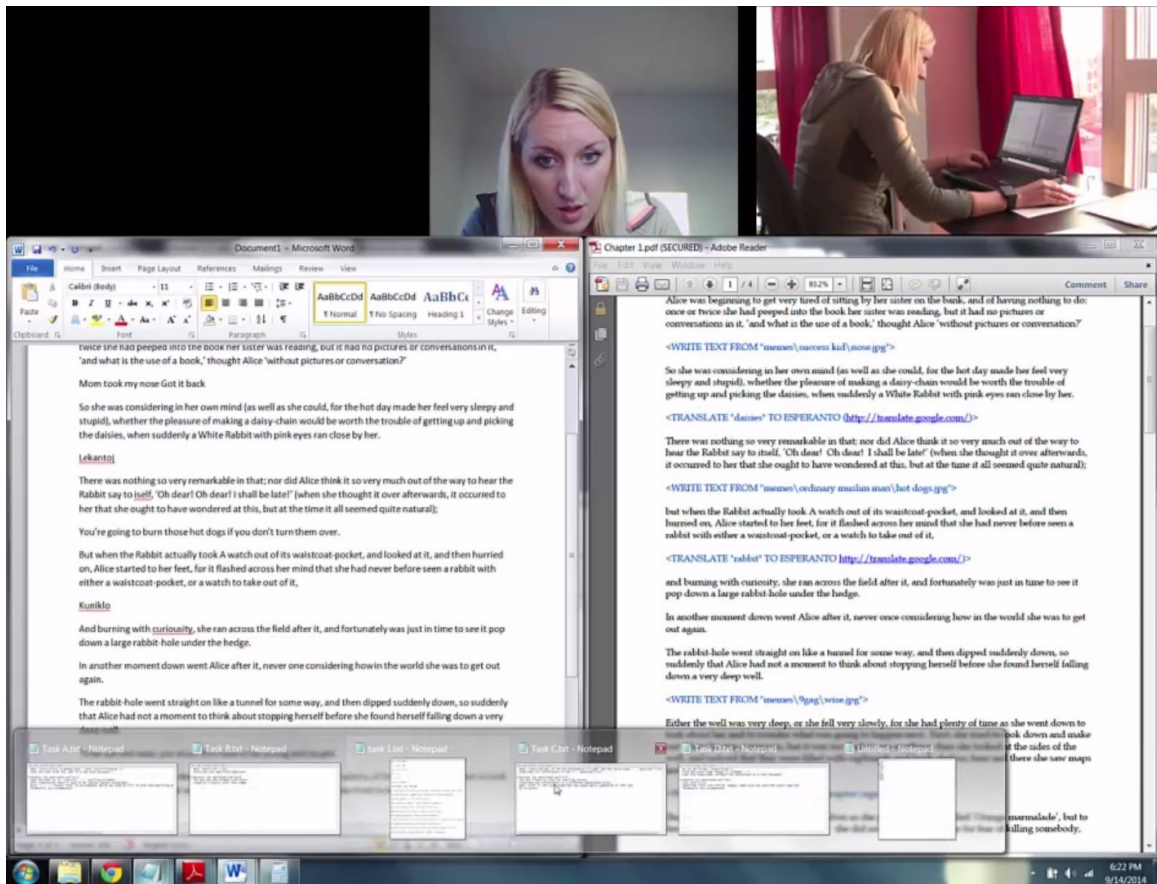 Document1 - Microsoft Word
File Home Insert Page Layout References Mailings Review View
Calibri (Body) 11
Paste
AaBbCcDd AaBbCcDd AaBbCc
¶ Normal ¶ No Spacing Heading 1
Change Styles Editing
Clipboard Font Paragraph Styles
twice she had peeped into the book her sister was reading, but it had no pictures or conversations in it,
'and what is the use of a book,' thought Alice 'without pictures or conversation?'
Mom took my nose Got it back
So she was considering in her own mind (as well as she could, for the hot day made her feel very sleepy and
stupid), whether the pleasure of making a daisy-chain would be worth the trouble of getting up and picking
the daisies, when suddenly a White Rabbit with pink eyes ran close by her.
Lekantoj
There was nothing so very remarkable in that; nor did Alice think it so very much out of the way to hear the
Rabbit say to iself, 'Oh dear! Oh dear! I shall be late!' (when she thought it over afterwards, it occurred to
her that she ought to have wondered at this, but at the time it all seemed quite natural);
You're going to burn those hot dogs if you don't turn them over.
But when the Rabbit actually took A watch out of its waistcoat-pocket, and looked at it, and then hurried
on, Alice started to her feet, for it flashed across her mind that she had never before seen a rabbit with
either a waistcoat-pocket, or a watch to take out of it,
Kuniklo
And burning with curiousity, she ran across the field after it, and fortunately was just in time to see it pop
down a large rabbit-hole under the hedge.
In another moment down went Alice after it, never one considering how in the world she was to get out
again.
The rabbit-hole went straight on like a tunnel for some way, and then dipped suddenly down, so suddenly
that Alice had not a moment to think about stopping herself before she found herself falling down a very
Chapter 1.pdf (SECURED) - Adobe Reader
File Edit View Window Help
1 / 4 93.2% Comment Share
Alice was beginning to get very tired of sitting by her sister on the bank, and of having nothing to do:
once or twice she had peeped into the book her sister was reading, but it had no pictures or
conversations in it, 'and what is the use of a book,' thought Alice 'without pictures or conversation?'
<WRITE TEXT FROM "memes\success kid\nose.jpg">
So she was considering in her own mind (as well as she could, for the hot day made her feel very
sleepy and stupid), whether the pleasure of making a daisy-chain would be worth the trouble of
getting up and picking the daisies, when suddenly a White Rabbit with pink eyes ran close by her.
<TRANSLATE "daisies" TO ESPERANTO (http://translate.google.com/)>
There was nothing so very remarkable in that; nor did Alice think it so very much out of the way to
hear the Rabbit say to itself, 'Oh dear! Oh dear! I shall be late!' (when she thought it over afterwards,
it occurred to her that she ought to have wondered at this, but at the time it all seemed quite natural);
<WRITE TEXT FROM "memes\ordinary muslim man\hot dogs.jpg">
but when the Rabbit actually took A watch out of its waistcoat-pocket, and looked at it, and then
hurried on, Alice started to her feet, for it flashed across her mind that she had never before seen a
rabbit with either a waistcoat-pocket, or a watch to take out of it,
<TRANSLATE "rabbit" TO ESPERANTO http://translate.google.com/)>
and burning with curiosity, she ran across the field after it, and fortunately was just in time to see it
pop down a large rabbit-hole under the hedge.
In another moment down went Alice after it, never once considering how in the world she was to get
out again.
The rabbit-hole went straight on like a tunnel for some way, and then dipped suddenly down, so
suddenly that Alice had not a moment to think about stopping herself before she found herself falling
down a very deep well.
<WRITE TEXT FROM "memes\9gag\wise.jpg">
Either the well was very deep, or she fell very slowly, for she had plenty of time as she went down to
look down and make
at the sides of the
there she saw maps
marmalade', but to
killing somebody,
Task A.txt - Notepad Task B.txt - Notepad task 1.txt - Notepad Task C.txt - Notepad Task D.txt - Notepad Untitled - Notepad
6:22 PM
9/14/2014